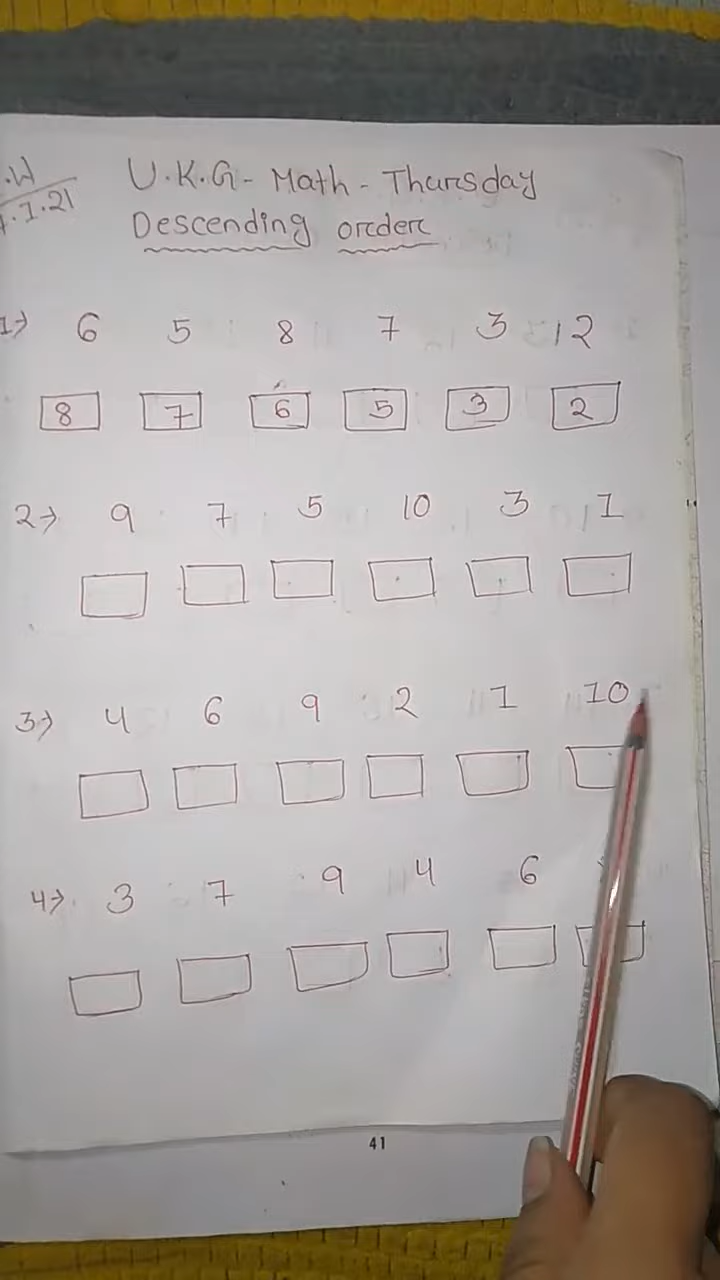 .W
.1.21
U.K.G- Math - Thursday
Descending order
1→ 6 5 8 7 3 2
8 7 6 5 3 2
2→ 9 7 5 10 3 1
3→ 4 6 9 2 1 10
4→ 3 7 9 4 6
41